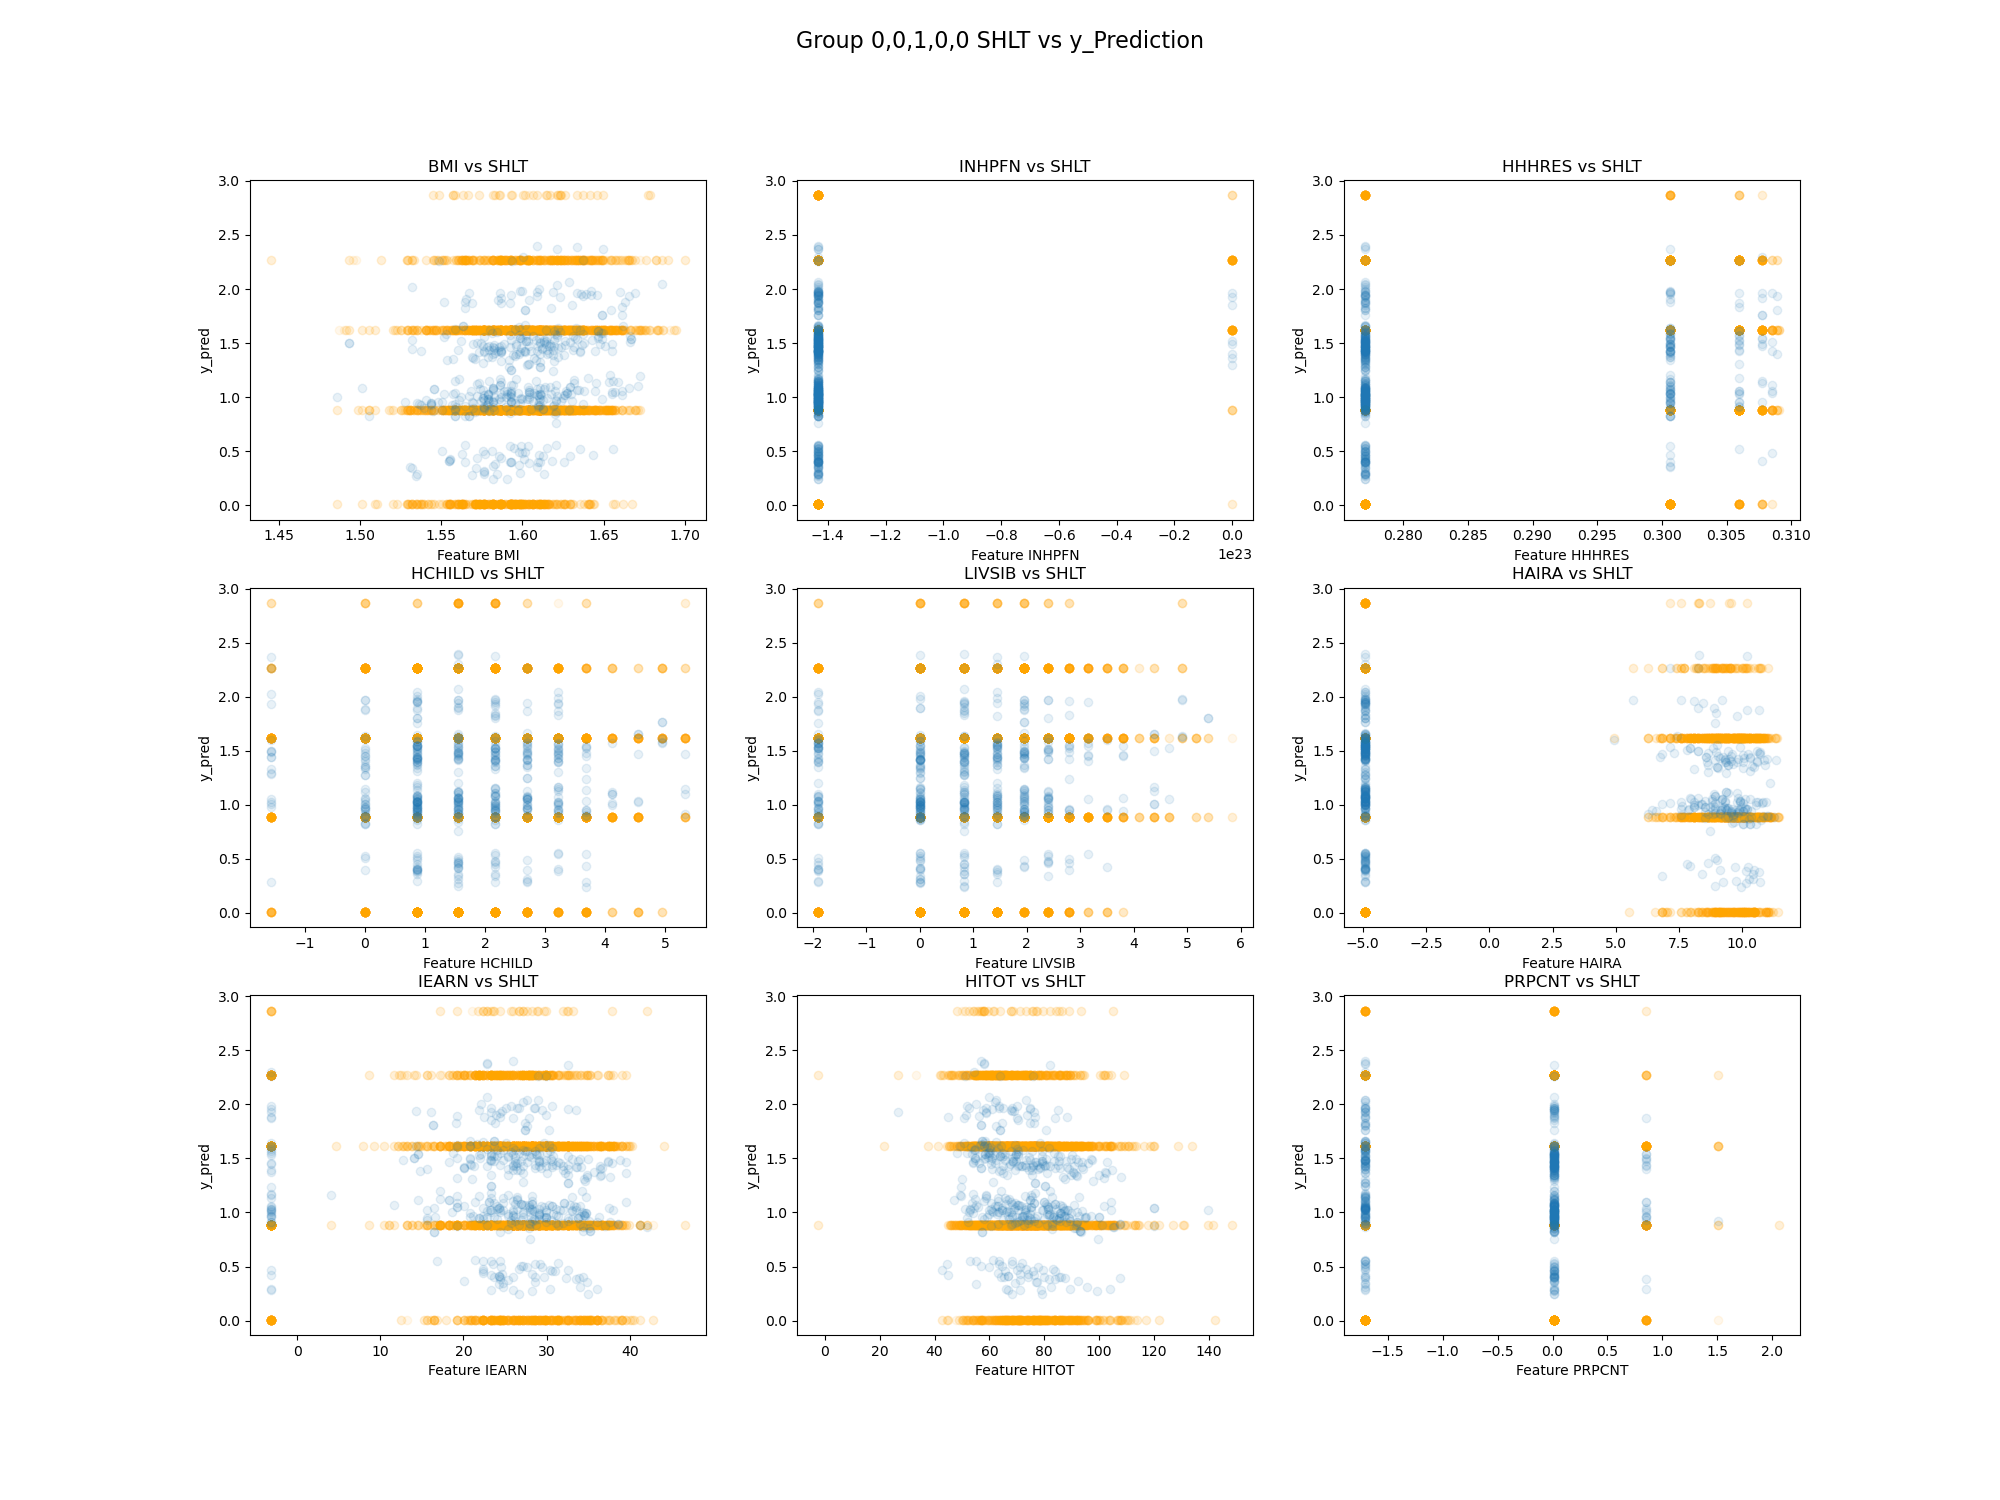 Group 0,0,1,0,0 SHLT vs y_Prediction
BMI vs SHLT
3.0
2.5
2.0
1.5
1.0
0.5
0.0
y_pred
1.45 1.50 1.55 1.60 1.65 1.70
Feature BMI
INHPFN vs SHLT
3.0
2.5
2.0
1.5
1.0
0.5
0.0
y_pred
−1.4 −1.2 −1.0 −0.8 −0.6 −0.4 −0.2 0.0
Feature INHPFN
1e23
HHHRES vs SHLT
3.0
2.5
2.0
1.5
1.0
0.5
0.0
y_pred
0.280 0.285 0.290 0.295 0.300 0.305 0.310
Feature HHHRES
HCHILD vs SHLT
3.0
2.5
2.0
1.5
1.0
0.5
0.0
y_pred
−1 0 1 2 3 4 5
Feature HCHILD
LIVSIB vs SHLT
3.0
2.5
2.0
1.5
1.0
0.5
0.0
y_pred
−2 −1 0 1 2 3 4 5 6
Feature LIVSIB
HAIRA vs SHLT
3.0
2.5
2.0
1.5
1.0
0.5
0.0
y_pred
−5.0 −2.5 0.0 2.5 5.0 7.5 10.0
Feature HAIRA
IEARN vs SHLT
3.0
2.5
2.0
1.5
1.0
0.5
0.0
y_pred
0 10 20 30 40
Feature IEARN
HITOT vs SHLT
3.0
2.5
2.0
1.5
1.0
0.5
0.0
y_pred
0 20 40 60 80 100 120 140
Feature HITOT
PRPCNT vs SHLT
3.0
2.5
2.0
1.5
1.0
0.5
0.0
y_pred
−1.5 −1.0 −0.5 0.0 0.5 1.0 1.5 2.0
Feature PRPCNT